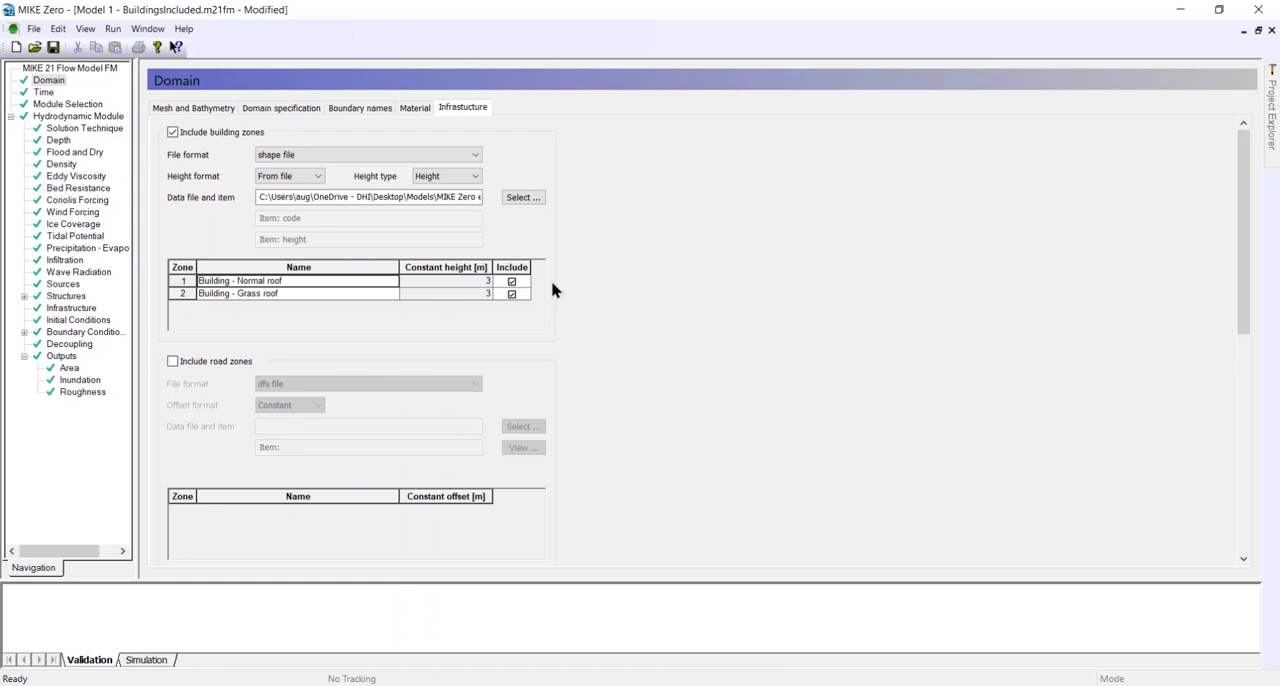 MIKE Zero - [Model 1 - BuildingsIncluded.m21fm - Modified]
File Edit View Run Window Help
MIKE 21 Flow Model FM
Domain
Time
Module Selection
Hydrodynamic Module
Solution Technique
Depth
Flood and Dry
Density
Eddy Viscosity
Bed Resistance
Coriolis Forcing
Wind Forcing
Ice Coverage
Tidal Potential
Precipitation - Evapo
Infiltration
Wave Radiation
Sources
Structures
Infrastructure
Initial Conditions
Boundary Conditio...
Decoupling
Outputs
Area
Inundation
Roughness
Navigation
Domain
Mesh and Bathymetry Domain specification Boundary names Material Infrastucture
Include building zones
File format shape file
Height format From file Height type Height
Data file and item C:\Users\aug\OneDrive - DHI\Desktop\Models\MIKE Zero e Select ...
Item: code
Item: height
Zone Name Constant height [m] Include
1 Building - Normal roof 3
2 Building - Grass roof 3
Include road zones
File format dfs file
Offset format Constant
Data file and item Select ...
Item: View ...
Zone Name Constant offset [m]
Project Explorer
Validation Simulation
Ready No Tracking Mode